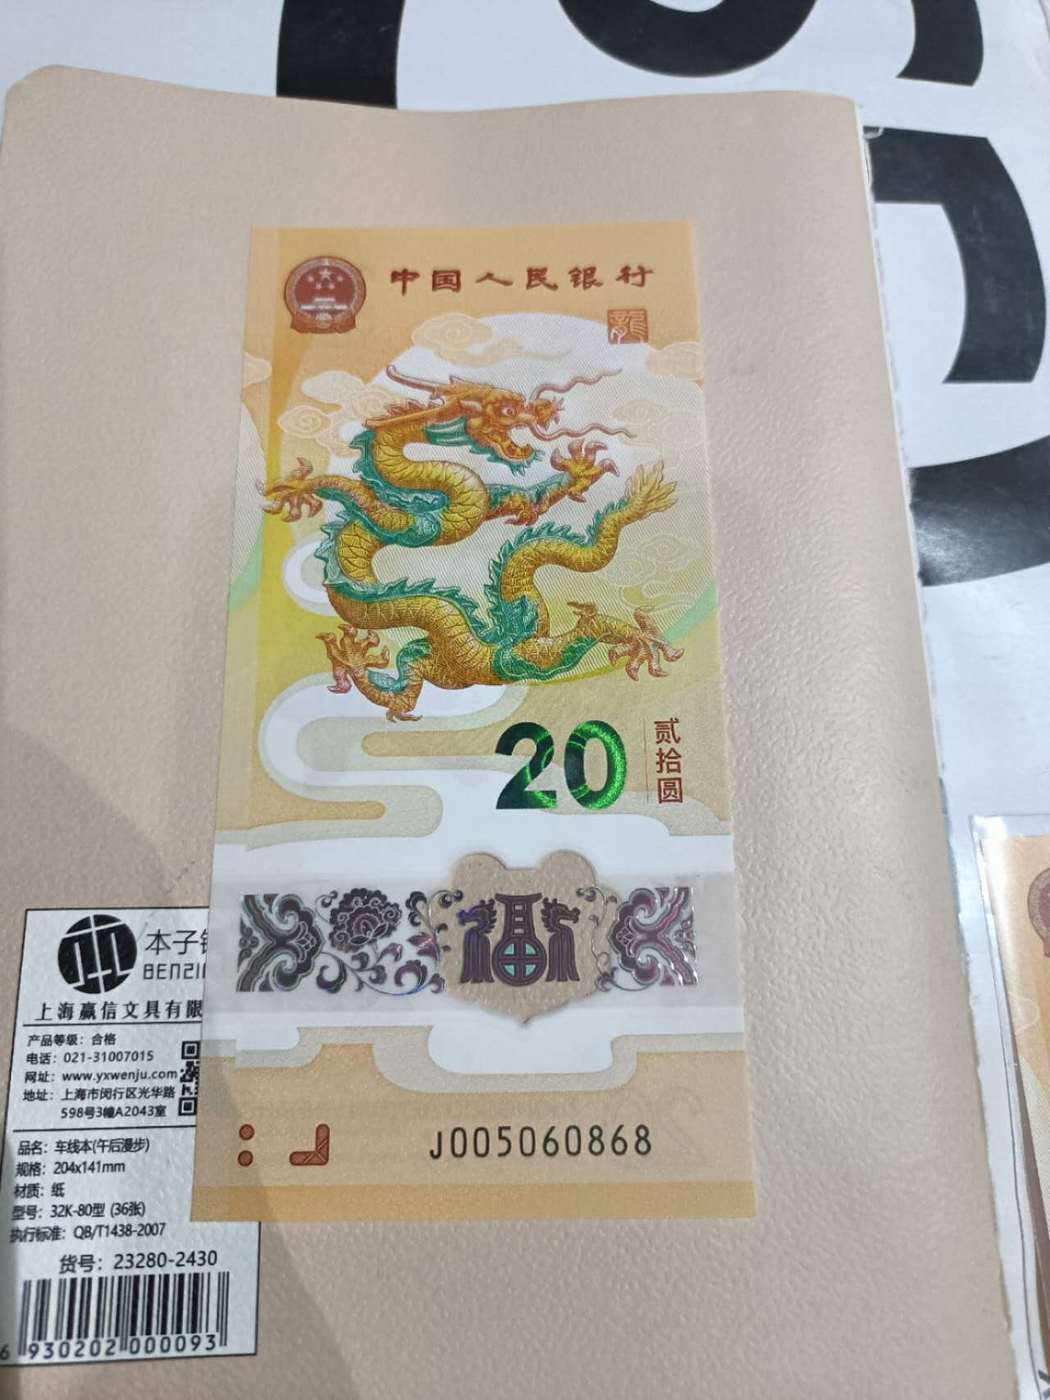 中国人民银行
龍
20
贰拾圆
福
J005060868
本子
BENZI
上海赢信文具有限
产品等级：合格
电话：021-31007015
网址：www.yxwenju.com
地址：上海市闵行区光华路
598号3幢A2043室
品名：车线本(午后漫步)
规格：204x141mm
材质：纸
型号：32K-80型 (36张)
执行标准：QB/T1438-2007
货号：23280-2430
6 930202 000093